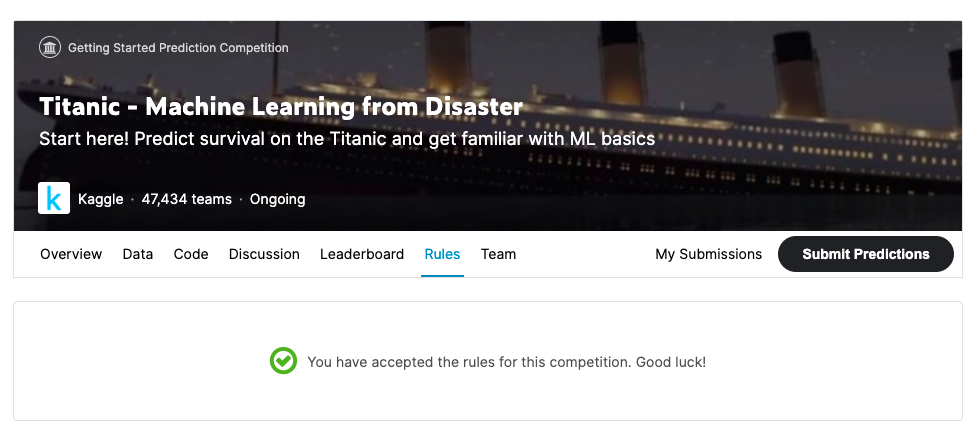 Getting Started Prediction Competition
Titanic - Machine Learning from Disaster
Start here! Predict survival on the Titanic and get familiar with ML basics
k Kaggle · 47,434 teams · Ongoing
Overview Data Code Discussion Leaderboard Rules Team My Submissions Submit Predictions
You have accepted the rules for this competition. Good luck!